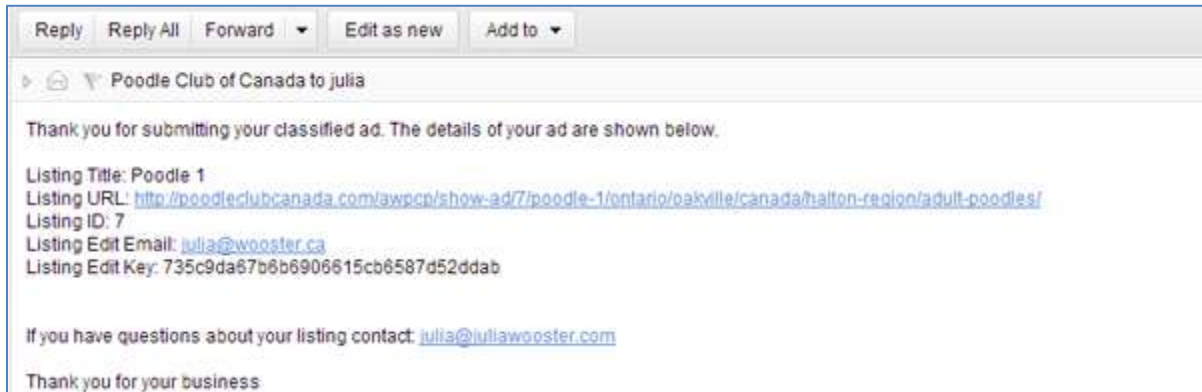 Reply Reply All Forward Edit as new Add to
Poodle Club of Canada to julia
Thank you for submitting your classified ad. The details of your ad are shown below.
Listing Title: Poodle 1
Listing URL: http://poodleclubcanada.com/awpcp/show-ad/7/poodle-1/ontario/oakville/canada/halton-region/adult-poodles/
Listing ID: 7
Listing Edit Email: julia@wooster.ca
Listing Edit Key: 735c9da67b6b6906615cb6587d52ddab
If you have questions about your listing contact: julia@juliawooster.com
Thank you for your business